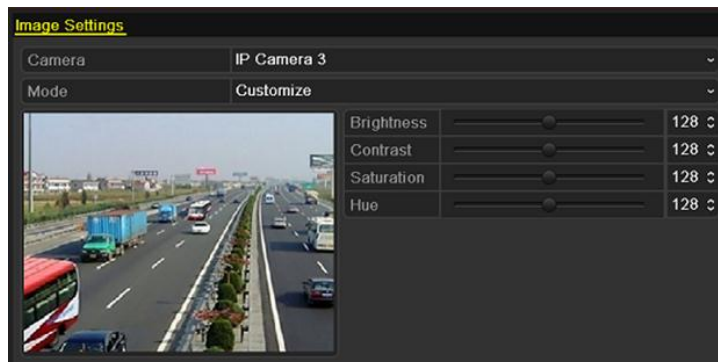 Image Settings
Camera IP Camera 3
Mode Customize
Brightness 128
Contrast 128
Saturation 128
Hue 128